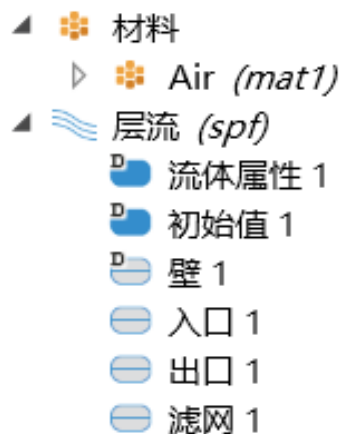 材料
Air (mat1)
层流 (spf)
D 流体属性 1
D 初始值 1
D 壁 1
入口 1
出口 1
滤网 1